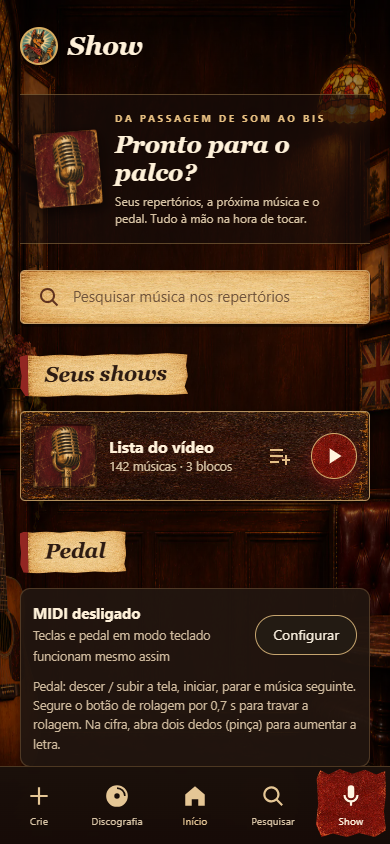 Show
DA PASSAGEM DE SOM AO BIS
Pronto para o
palco?
Seus repertórios, a próxima música e o
pedal. Tudo à mão na hora de tocar.
Pesquisar música nos repertórios
Seus shows
Lista do vídeo
142 músicas · 3 blocos
Pedal
MIDI desligado
Teclas e pedal em modo teclado
funcionam mesmo assim
Configurar
Pedal: descer / subir a tela, iniciar, parar e música seguinte.
Segure o botão de rolagem por 0,7 s para travar a
rolagem. Na cifra, abra dois dedos (pinça) para aumentar a
letra.
Crie
Discografia
Início
Pesquisar
Show